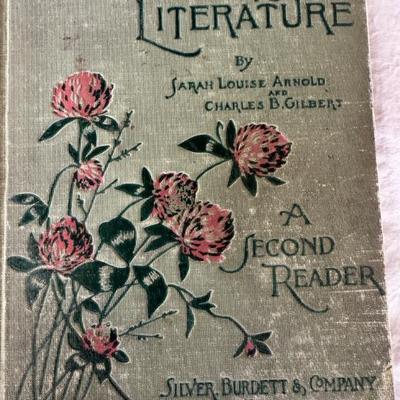 LITERATURE
BY
SARAH LOUISE ARNOLD
AND
CHARLES B. GILBERT
A
SECOND
READER
SILVER, BURDETT & COMPANY